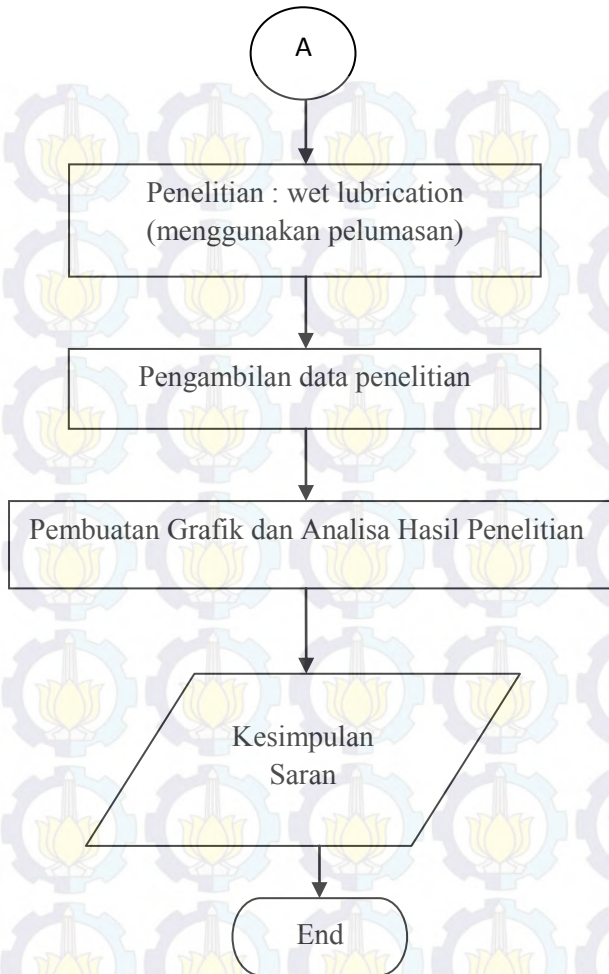 A
Penelitian : wet lubrication
(menggunakan pelumasan)
Pengambilan data penelitian
Pembuatan Grafik dan Analisa Hasil Penelitian
Kesimpulan
Saran
End